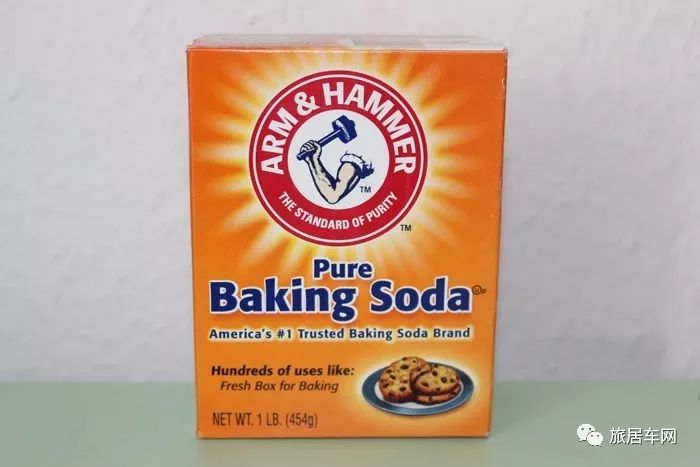 ARM & HAMMER
TM
THE STANDARD OF PURITY
TM
Pure
Baking Soda
America's #1 Trusted Baking Soda Brand
Hundreds of uses like:
Fresh Box for Baking
NET WT. 1 LB. (454g)
旅居车网